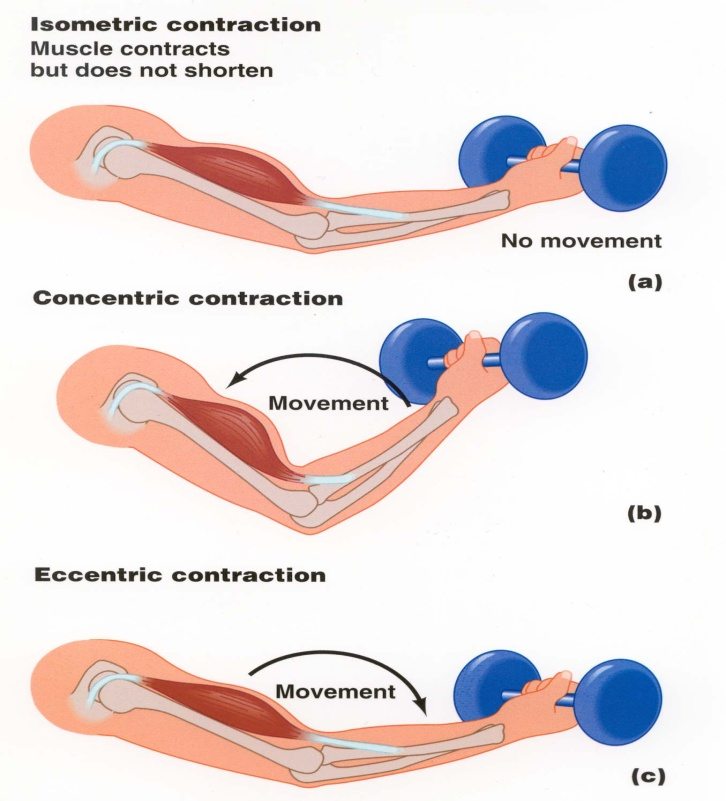 Isometric contraction
Muscle contracts
but does not shorten
No movement
(a)
Concentric contraction
Movement
(b)
Eccentric contraction
Movement
(c)